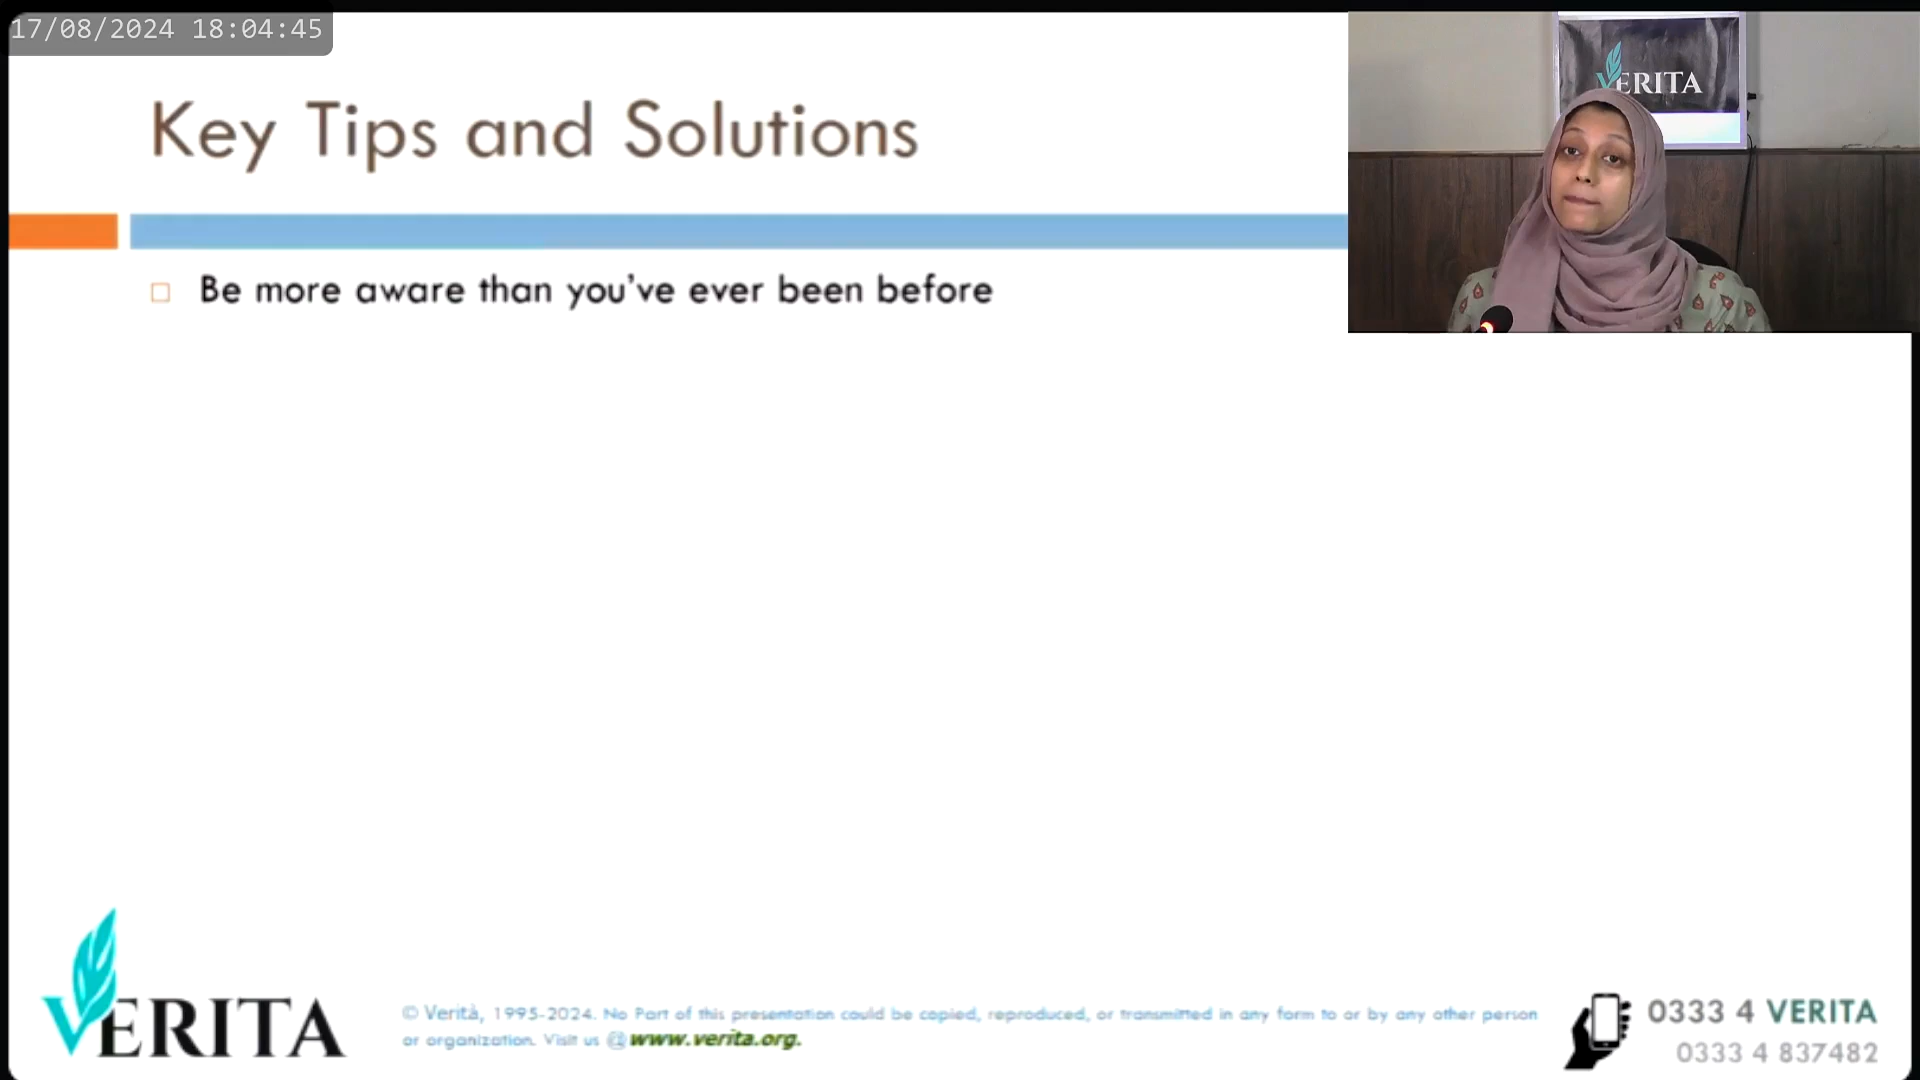 17/08/2024 18:04:45
VERITA
Key Tips and Solutions
Be more aware than you've ever been before
VERITA
© Verità, 1995-2024. No Part of this presentation could be copied, reproduced, or transmitted in any form to or by any other person
or organization. Visit us @www.verita.org.
0333 4 VERITA
0333 4 837482